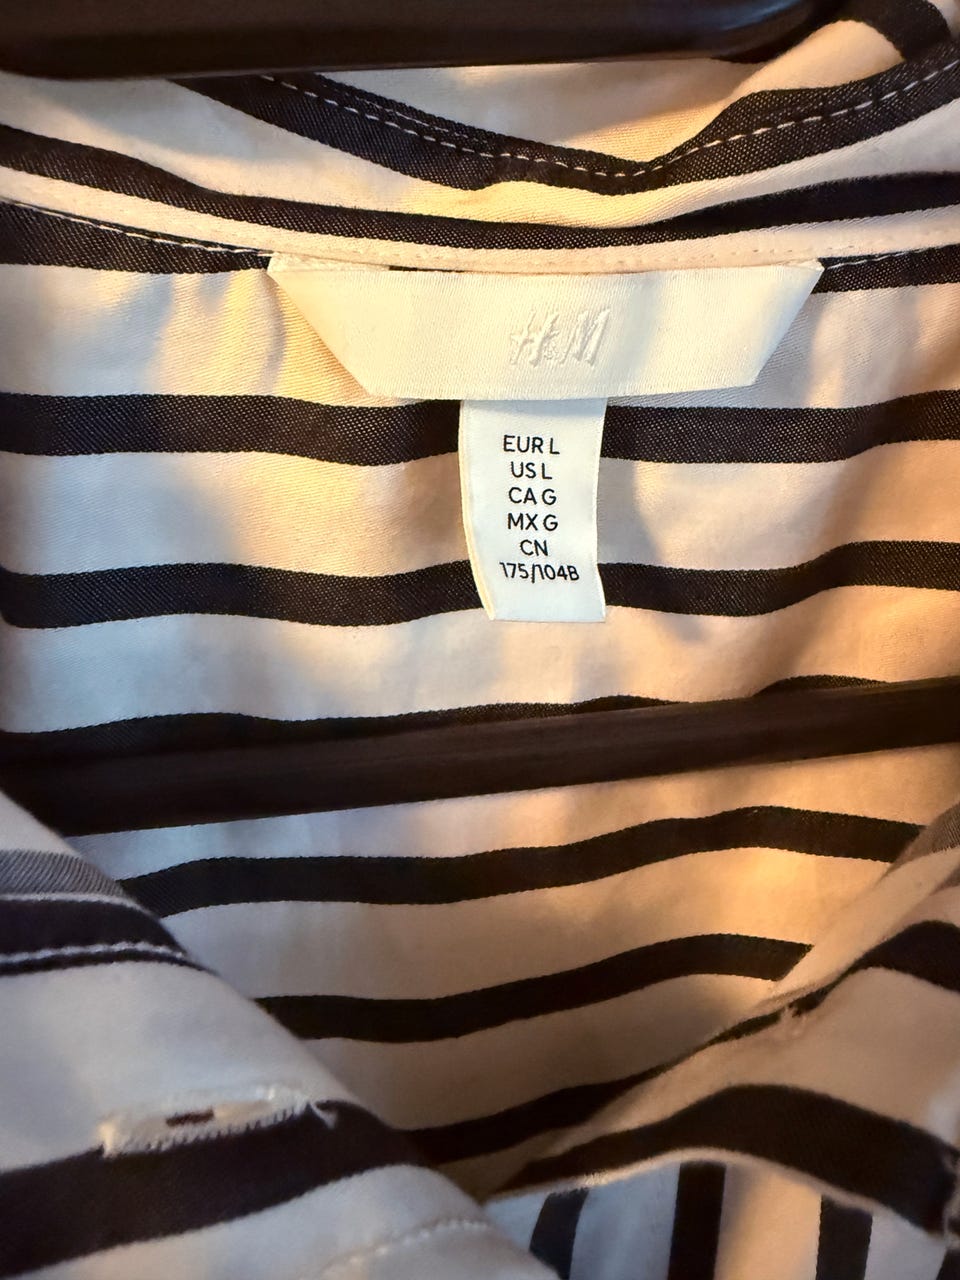 H&M
EUR L
US L
CA G
MX G
CN
175/104B